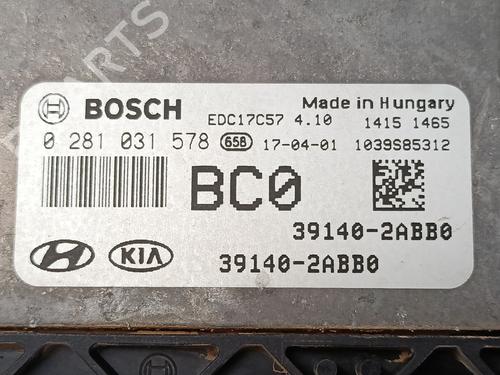 PARTS
BOSCH
EDC17C57 4.10
Made in Hungary
1415 1465
0 281 031 578 658 17-04-01 1039S85312
BC0
39140-2ABB0
KIA 39140-2ABB0